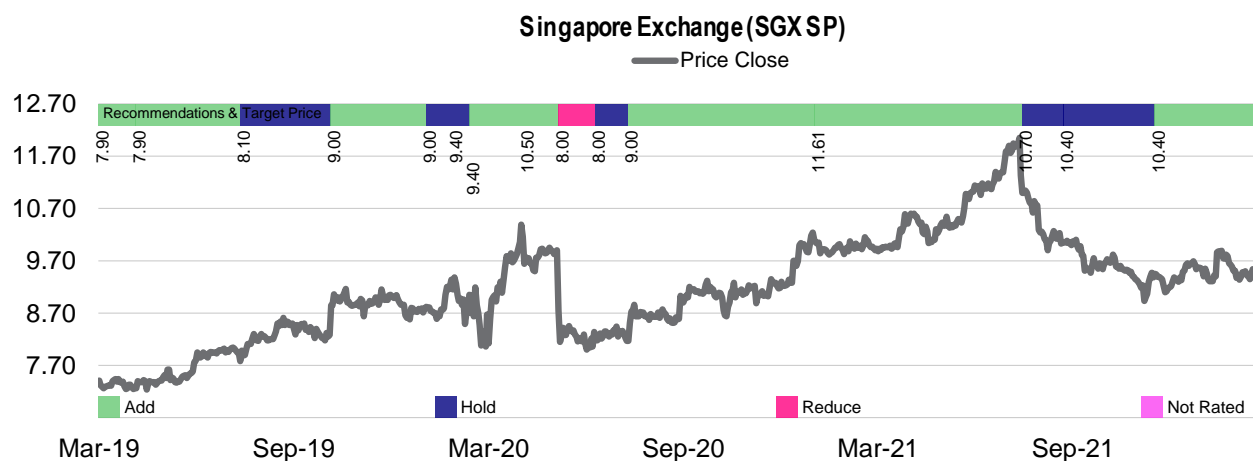 Singapore Exchange (SGX SP)
Price Close
12.70
11.70
10.70
9.70
8.70
7.70
Recommendations & Target Price
7.90
7.90
8.10
9.00
9.00
9.40
9.40
10.50
8.00
8.00
9.00
11.61
10.70
10.40
10.40
Add
Hold
Reduce
Not Rated
Mar-19
Sep-19
Mar-20
Sep-20
Mar-21
Sep-21